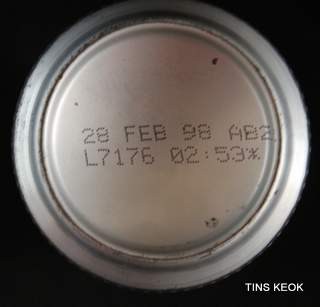 28 FEB 98 AB2
L7176 02:53*
TINS KEOK